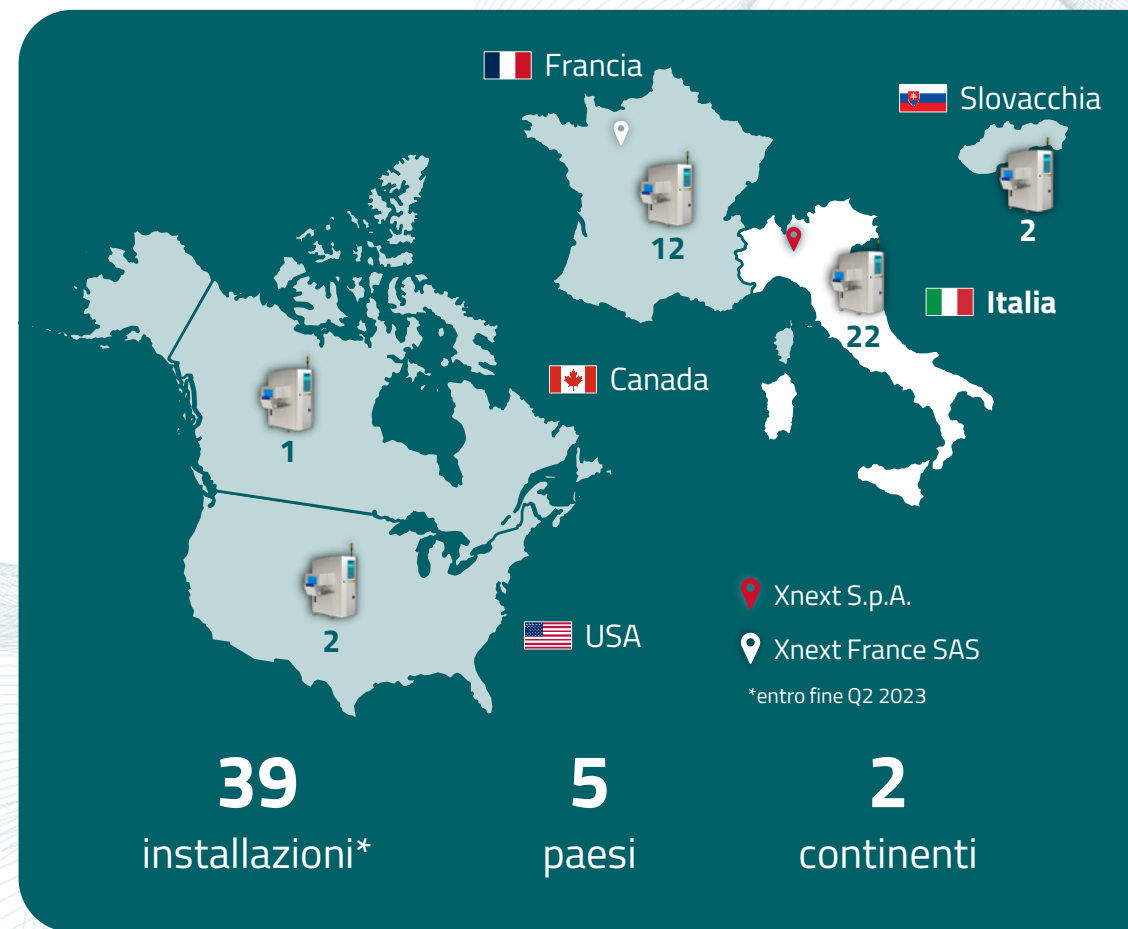 Francia
Slovacchia
12
2
Italia
22
Canada
1
2
USA
Xnext S.p.A.
Xnext France SAS
*entro fine Q2 2023
39
installazioni*
5
paesi
2
continenti